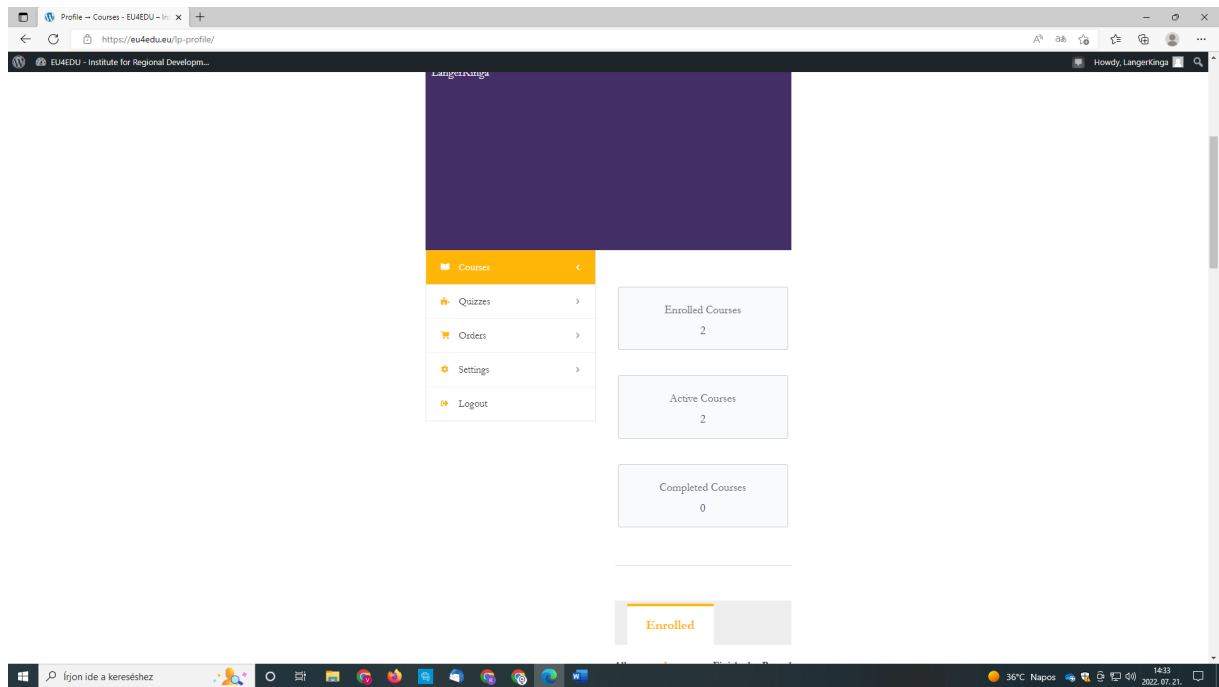 Profile → Courses - EU4EDU – In
https://eu4edu.eu/lp-profile/
EU4EDU - Institute for Regional Developm...
Howdy, LangerKinga
LangerKinga
Courses
Quizzes
Orders
Settings
Logout
Enrolled Courses
2
Active Courses
2
Completed Courses
0
Enrolled
Írjon ide a kereséshez
36°C Napos
14:33
2022. 07. 21.